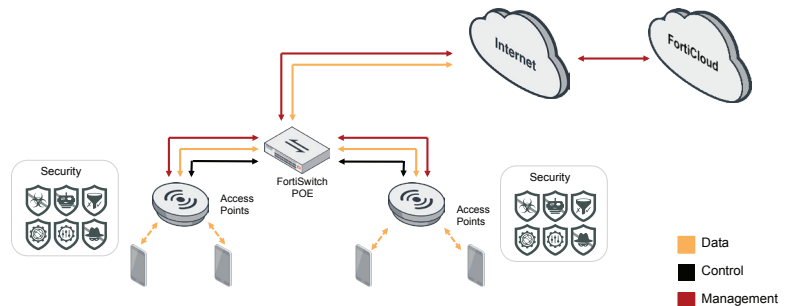 Internet
FortiCloud
FortiSwitch
POE
Security
Access
Points
Access
Points
Security
Data
Control
Management